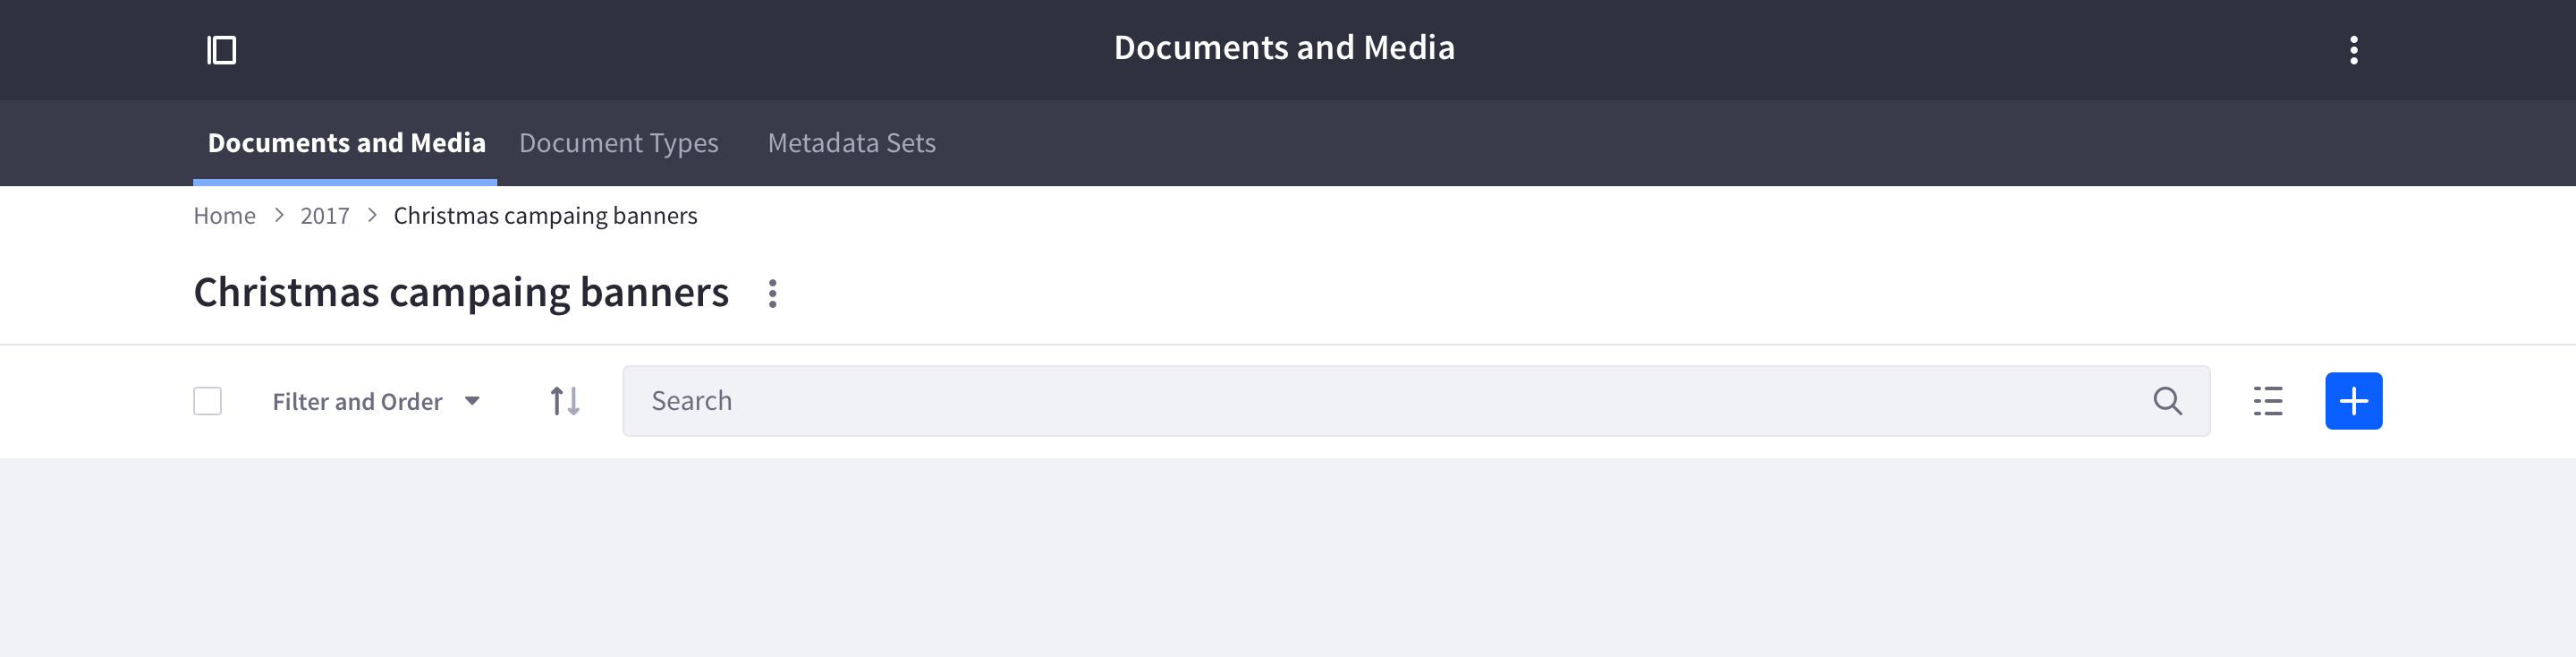 Documents and Media
Documents and Media Document Types Metadata Sets
Home > 2017 > Christmas campaing banners
Christmas campaing banners
Filter and Order Search